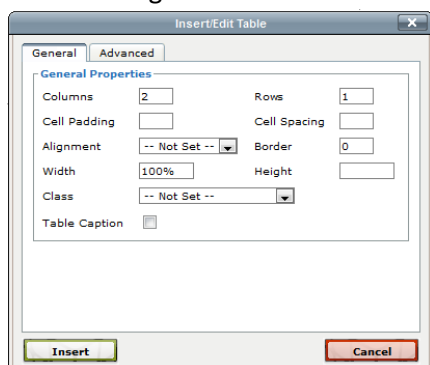 Insert/Edit Table
General Advanced
General Properties
Columns 2 Rows 1
Cell Padding Cell Spacing
Alignment -- Not Set -- Border 0
Width 100% Height
Class -- Not Set --
Table Caption
Insert Cancel